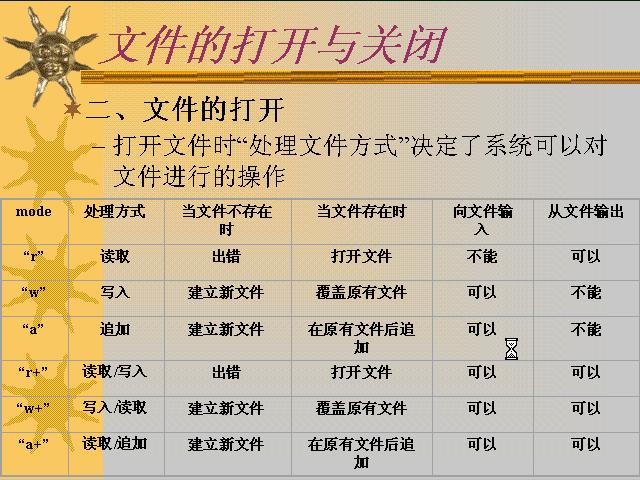 文件的打开与关闭
二、文件的打开
– 打开文件时“处理文件方式”决定了系统可以对
文件进行的操作
mode 处理方式 当文件不存在时 当文件存在时 向文件输入 从文件输出
“r” 读取 出错 打开文件 不能 可以
“w” 写入 建立新文件 覆盖原有文件 可以 不能
“a” 追加 建立新文件 在原有文件后追加 可以 不能
“r+” 读取/写入 出错 打开文件 可以 可以
“w+” 写入/读取 建立新文件 覆盖原有文件 可以 可以
“a+” 读取/追加 建立新文件 在原有文件后追加 可以 可以